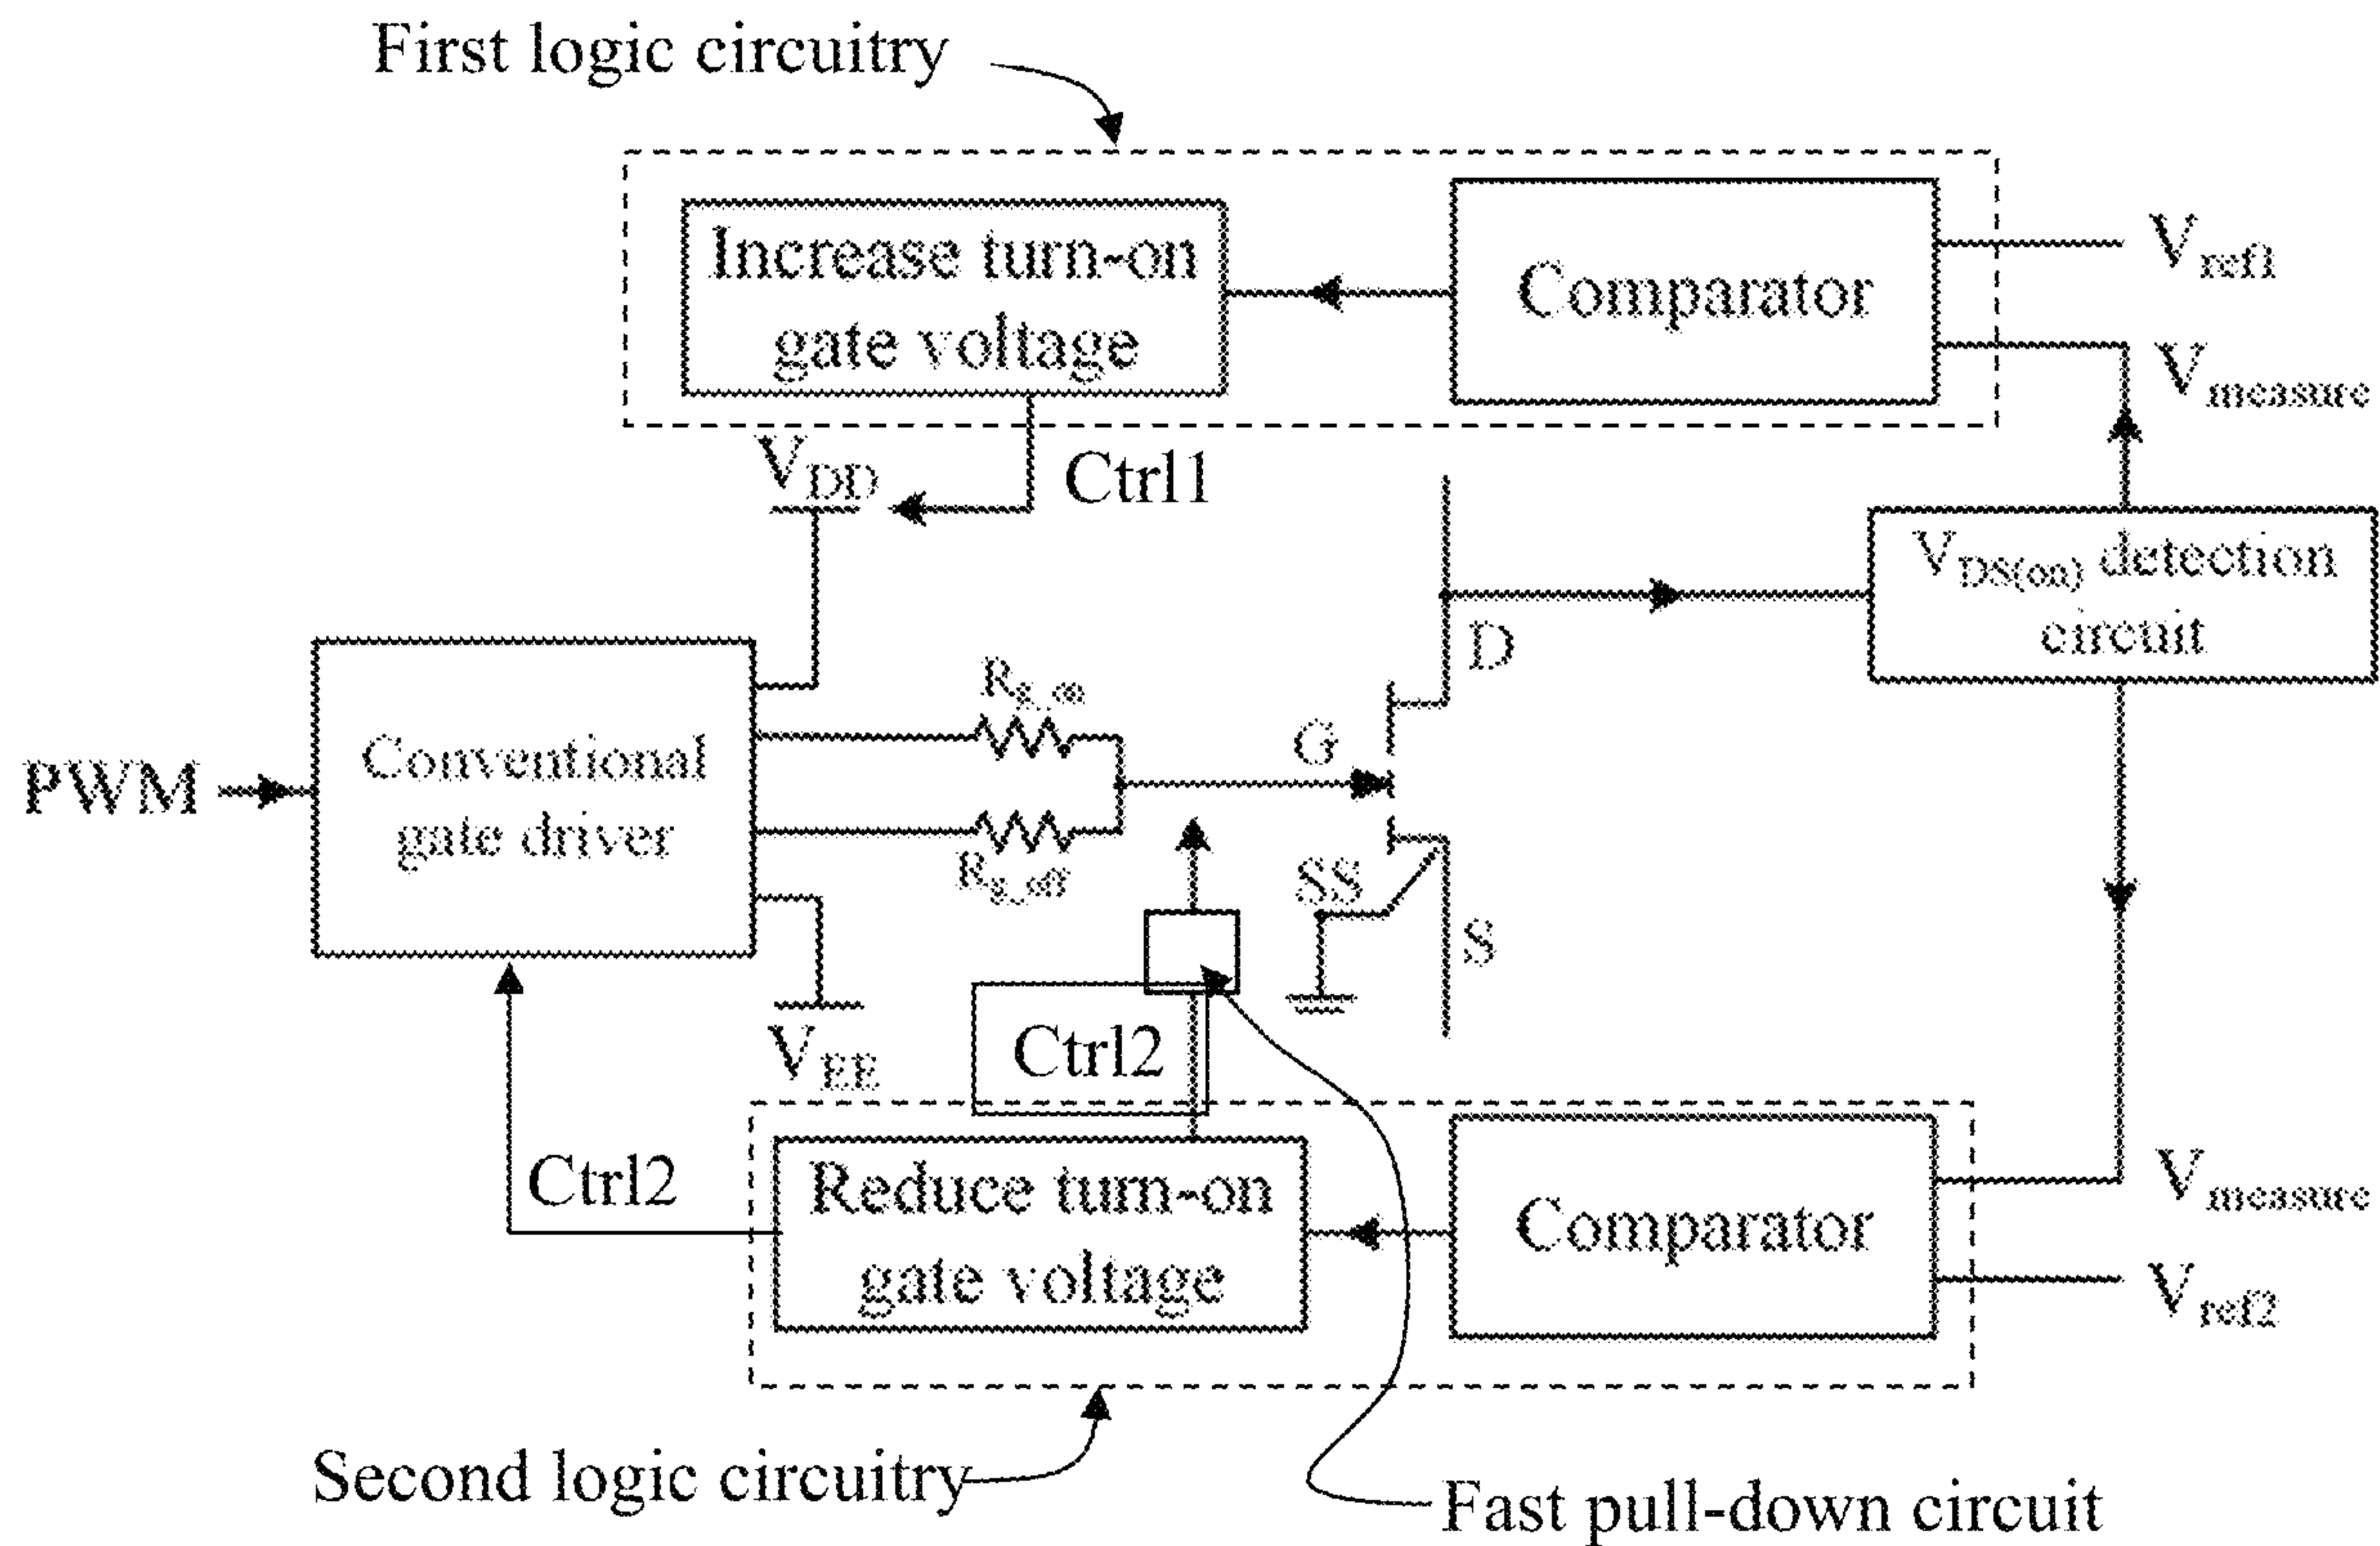 First logic circuitry
Increase turn-on
gate voltage
Comparator
Vref1
Vmeasure
VDD
Ctrl1
VDS(on) detection
circuit
D
Rg_on
G
PWM
Conventional
gate driver
Rg_off
SS
S
Ctrl2
VEE
Ctrl2
Reduce turn-on
gate voltage
Comparator
Vmeasure
Vref2
Second logic circuitry
Fast pull-down circuit